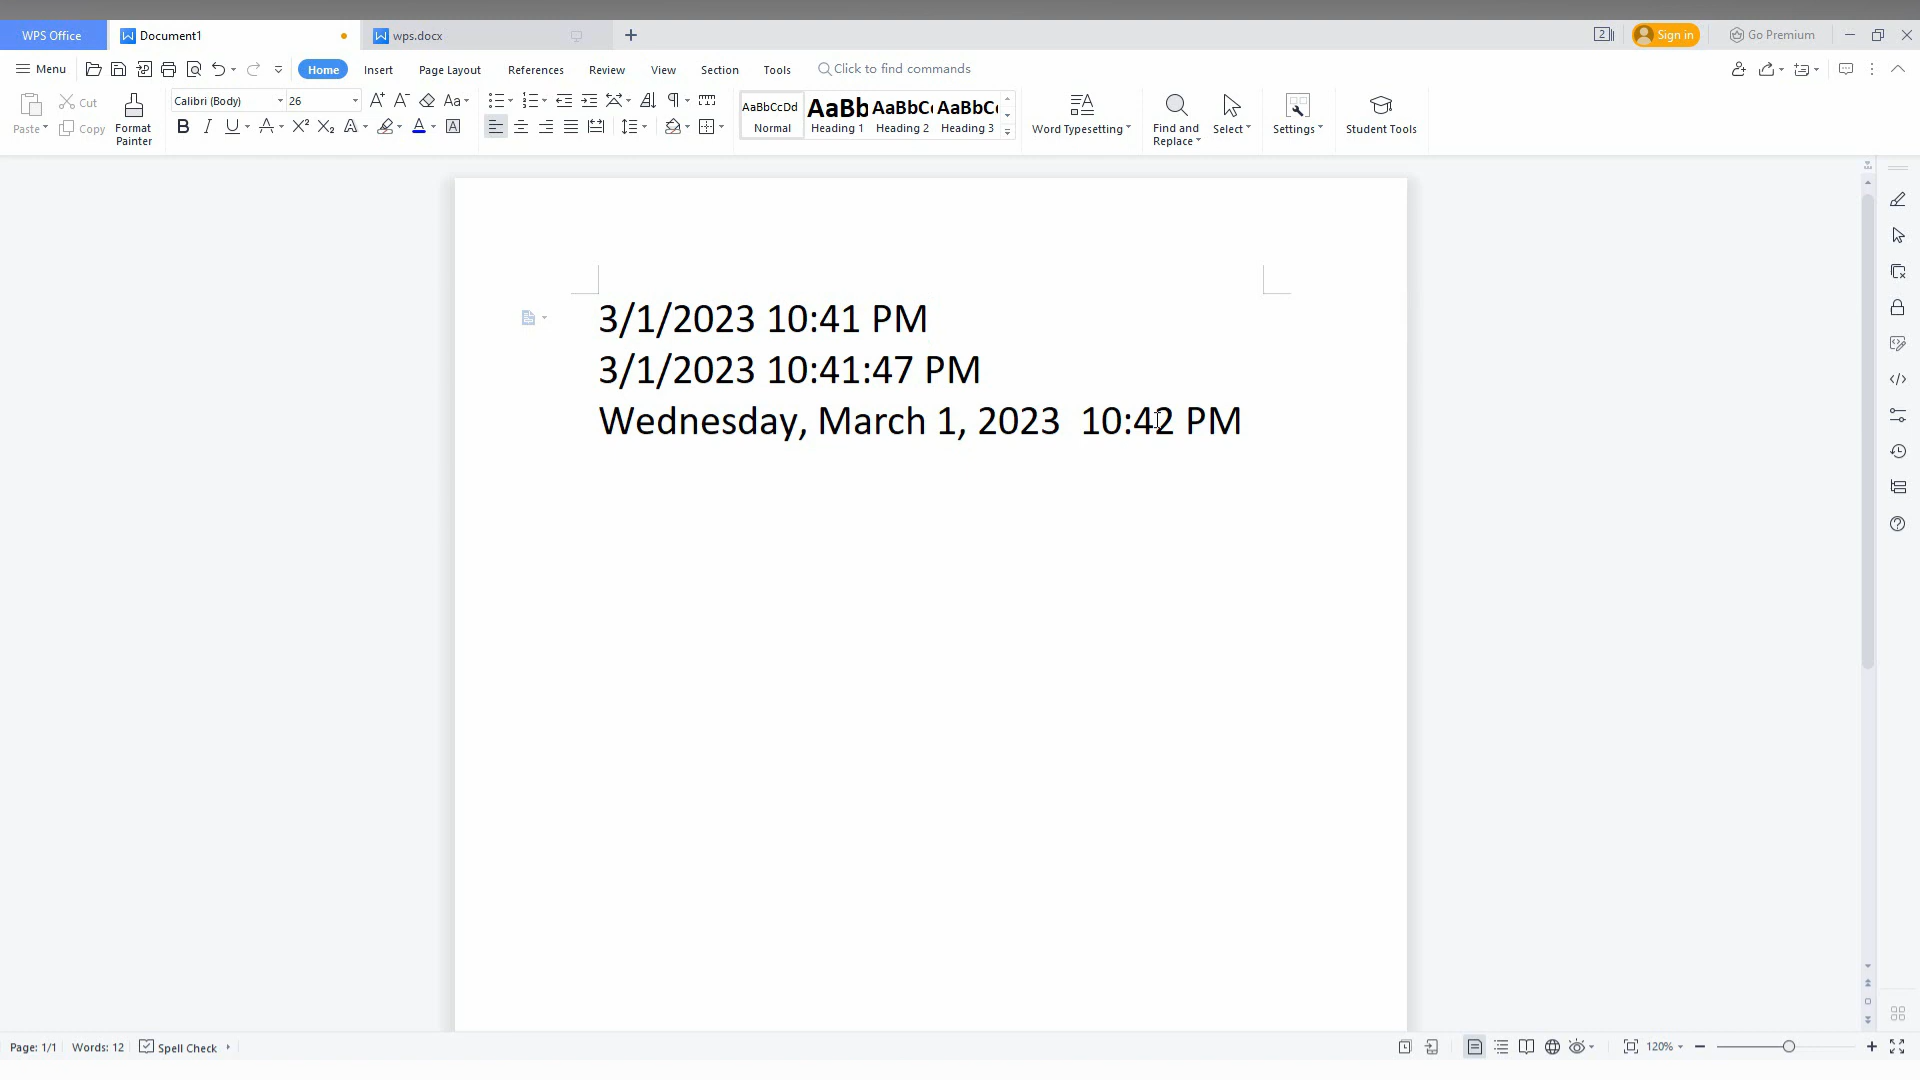 WPS Office Document1 wps.docx 2 Sign in Go Premium
Menu Home Insert Page Layout References Review View Section Tools Click to find commands
Paste Cut Copy Format Painter Calibri (Body) 26 Aa
AaBbCcDd Normal AaBb Heading 1 AaBbC Heading 2 AaBbC Heading 3
Word Typesetting Find and Replace Select Settings Student Tools
3/1/2023 10:41 PM
3/1/2023 10:41:47 PM
Wednesday, March 1, 2023  10:42 PM
Page: 1/1 Words: 12 Spell Check 120%